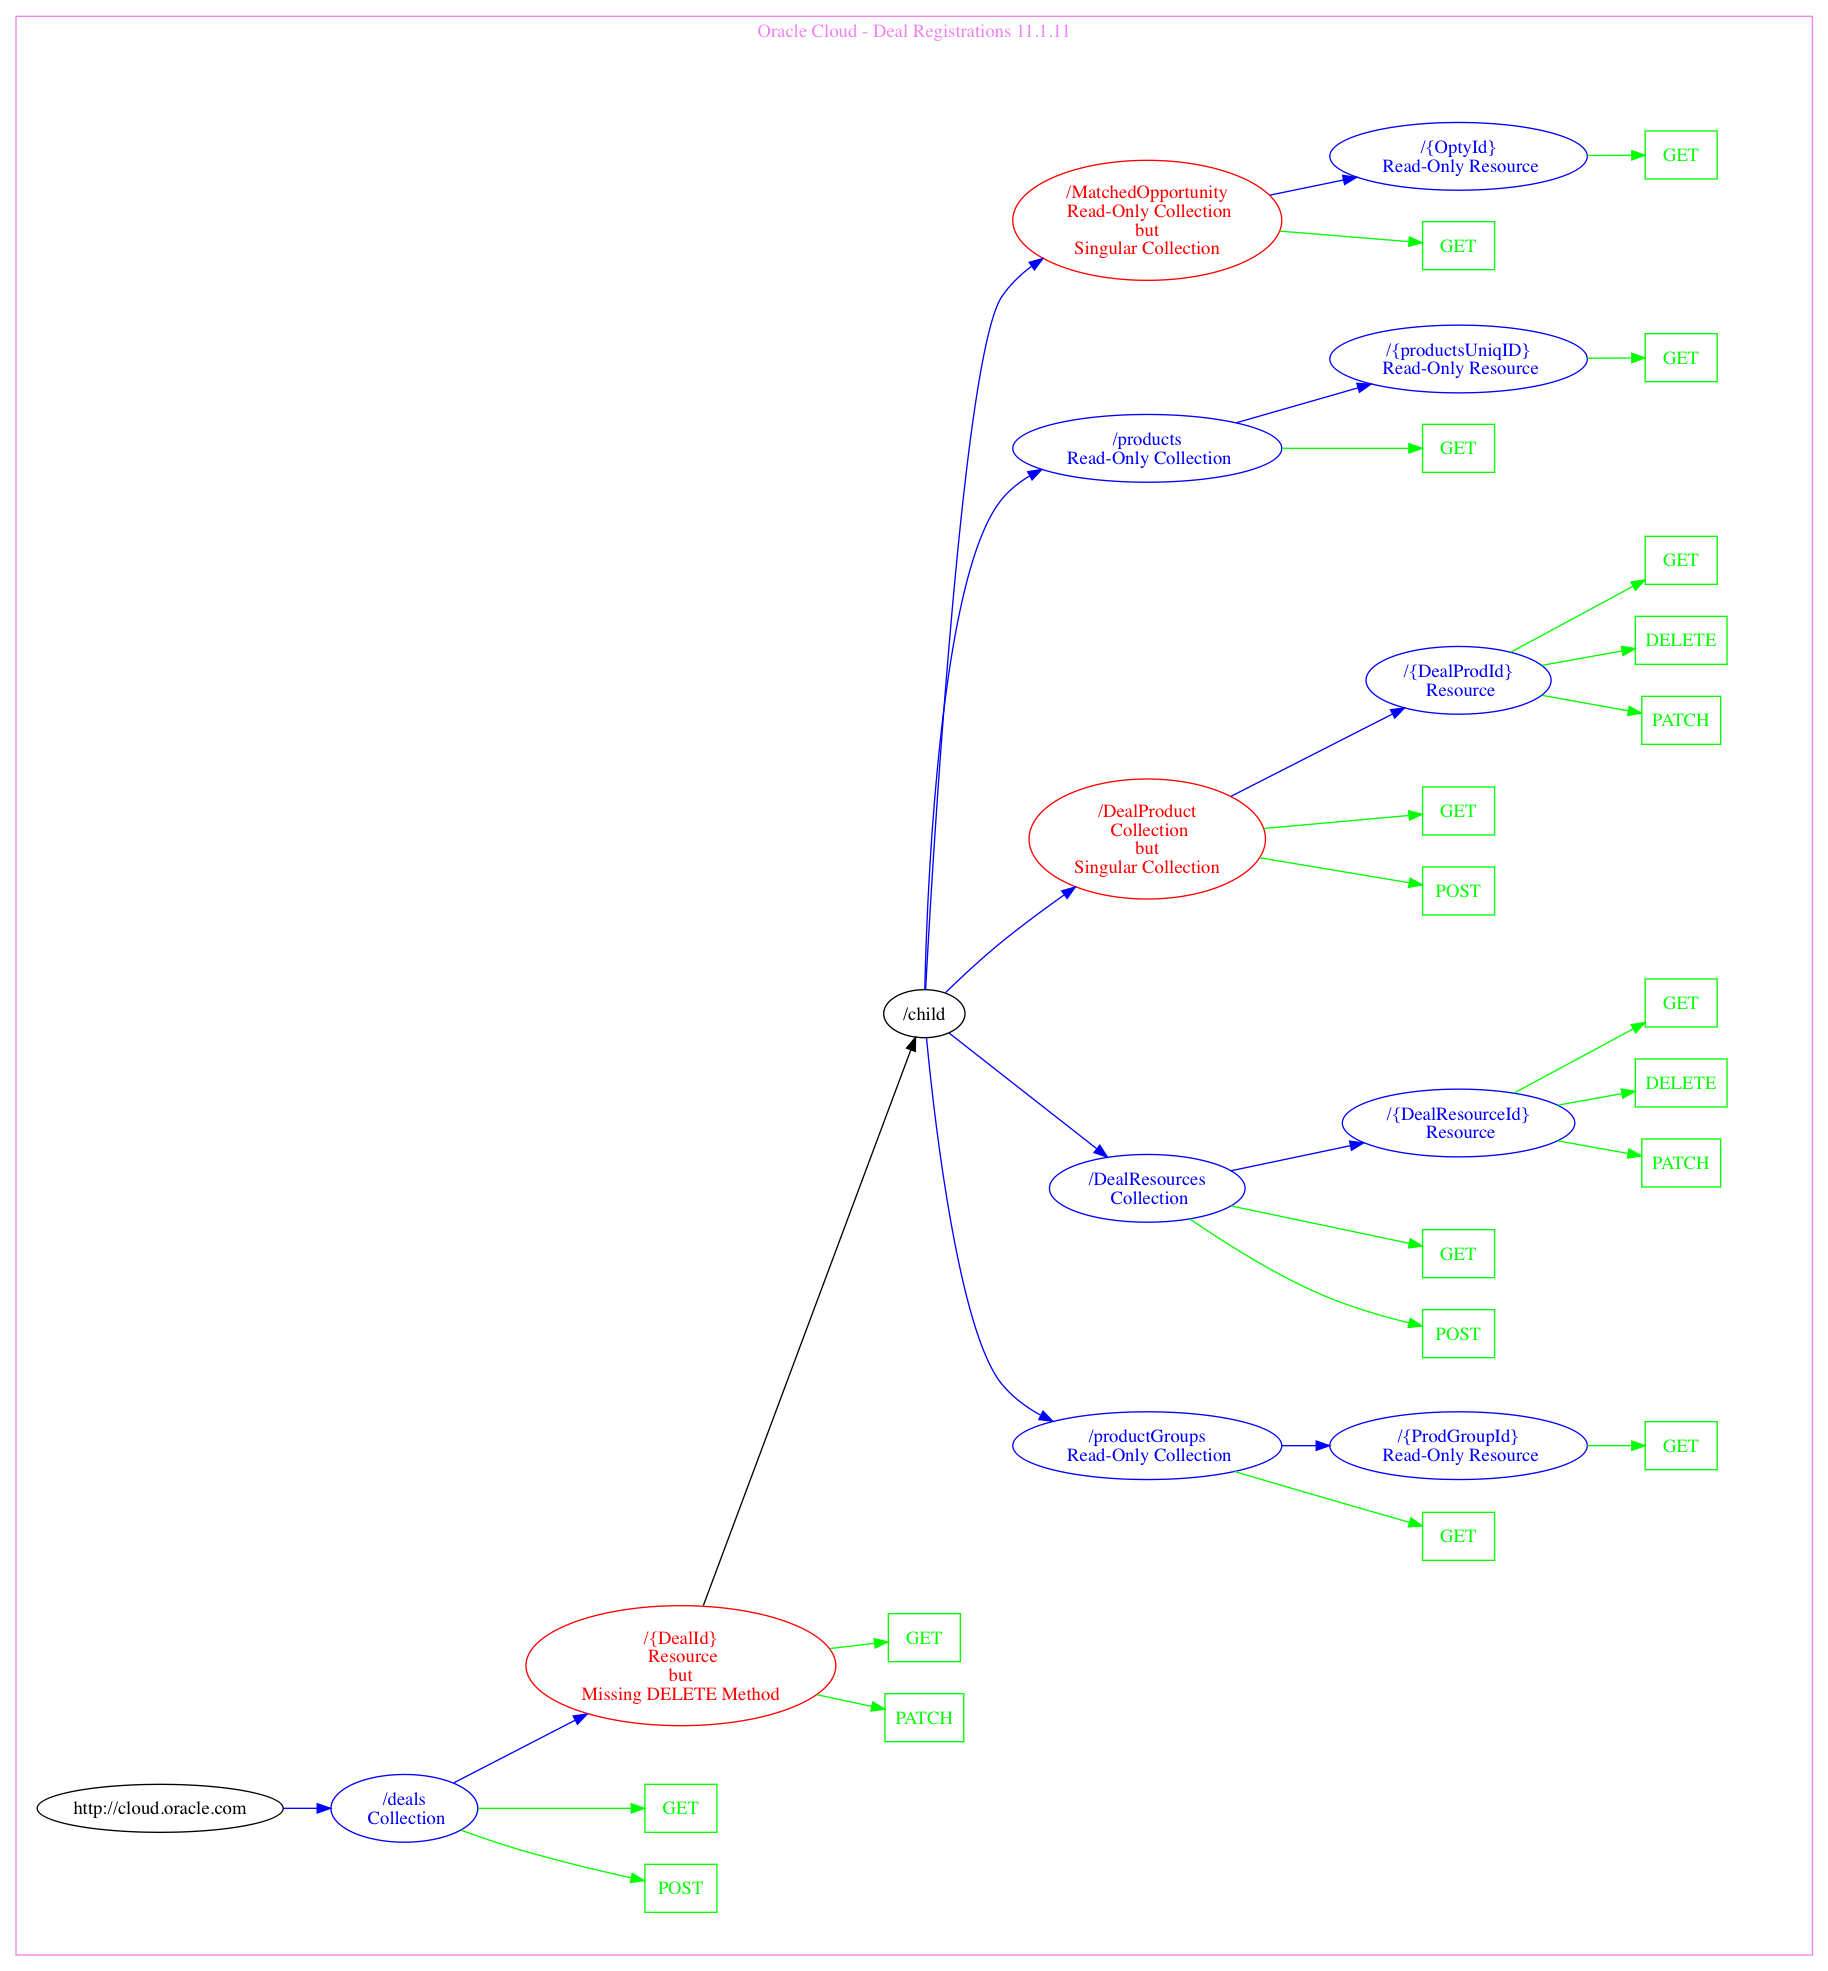 Oracle Cloud - Deal Registrations 11.1.11
/{OptyId}
Read-Only Resource
GET
/MatchedOpportunity
Read-Only Collection
but
Singular Collection
GET
/{productsUniqID}
Read-Only Resource
GET
/products
Read-Only Collection
GET
GET
DELETE
/{DealProdId}
Resource
PATCH
/DealProduct
Collection
but
Singular Collection
GET
POST
/child
GET
DELETE
/{DealResourceId}
Resource
PATCH
/DealResources
Collection
GET
POST
/productGroups
Read-Only Collection
/{ProdGroupId}
Read-Only Resource
GET
GET
/{DealId}
Resource
but
Missing DELETE Method
GET
PATCH
http://cloud.oracle.com
/deals
Collection
GET
POST